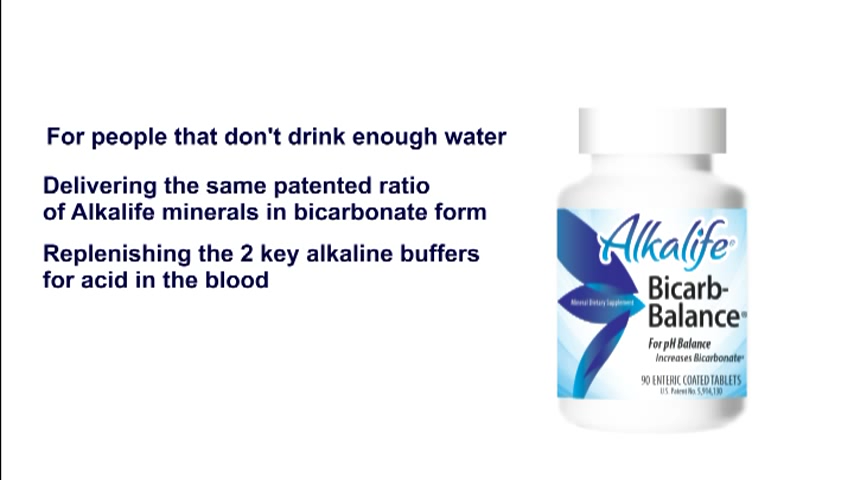 For people that don't drink enough water
Delivering the same patented ratio
of Alkalife minerals in bicarbonate form
Replenishing the 2 key alkaline buffers
for acid in the blood
Alkalife®
Mineral Dietary Supplement
Bicarb-
Balance
For pH Balance
Increases Bicarbonate
90 ENTERIC COATED TABLETS
U.S. Patent No. 5,914,130